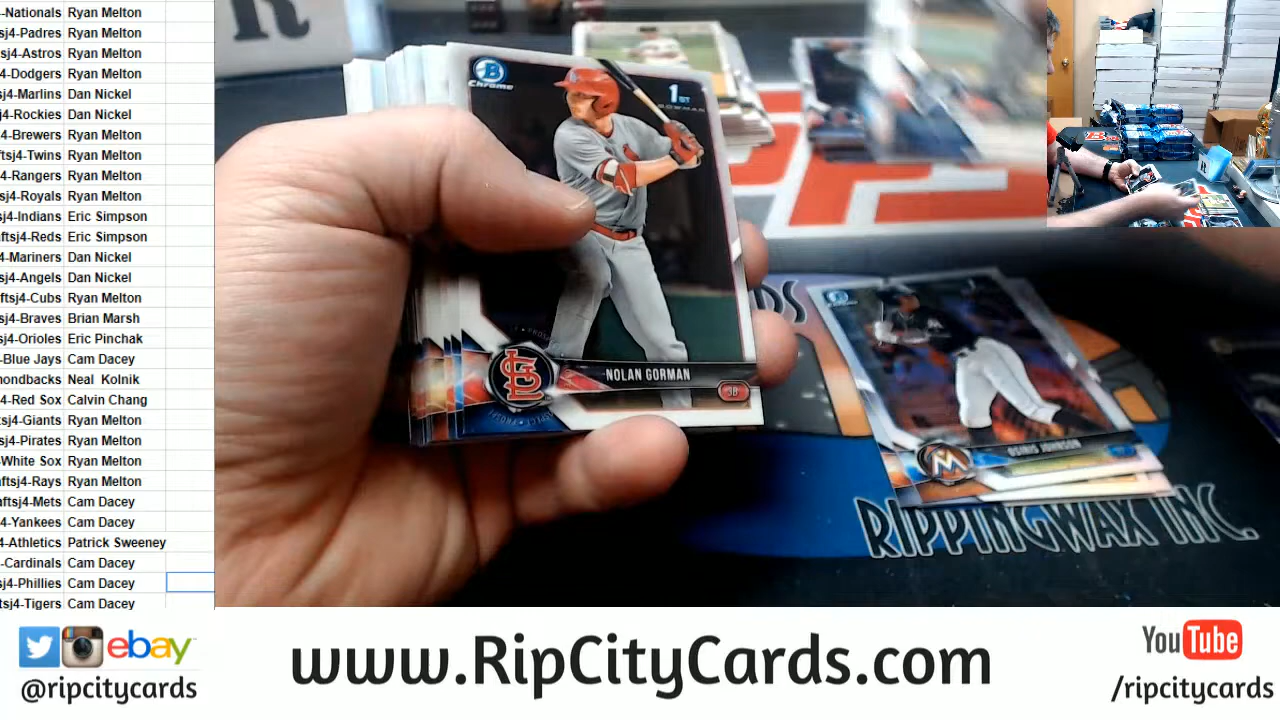 -Nationals Ryan Melton
sj4-Padres Ryan Melton
sj4-Astros Ryan Melton
4-Dodgers Ryan Melton
sj4-Marlins Dan Nickel
j4-Rockies Dan Nickel
4-Brewers Ryan Melton
ftsj4-Twins Ryan Melton
4-Rangers Ryan Melton
sj4-Royals Ryan Melton
sj4-Indians Eric Simpson
aftsj4-Reds Eric Simpson
4-Mariners Dan Nickel
sj4-Angels Dan Nickel
ftsj4-Cubs Ryan Melton
sj4-Braves Brian Marsh
sj4-Orioles Eric Pinchak
-Blue Jays Cam Dacey
mondbacks Neal Kolnik
4-Red Sox Calvin Chang
tsj4-Giants Ryan Melton
sj4-Pirates Ryan Melton
-White Sox Ryan Melton
aftsj4-Rays Ryan Melton
ftsj4-Mets Cam Dacey
4-Yankees Cam Dacey
4-Athletics Patrick Sweeney
-Cardinals Cam Dacey
sj4-Phillies Cam Dacey
tsj4-Tigers Cam Dacey
R
B
Chrome
1ST
BOWMAN
NOLAN GORMAN
3B
OSIRIS JOHNSON
M
RDS
RIPPINGWAX INC.
ebay
@ripcitycards
www.RipCityCards.com
YouTube
/ripcitycards